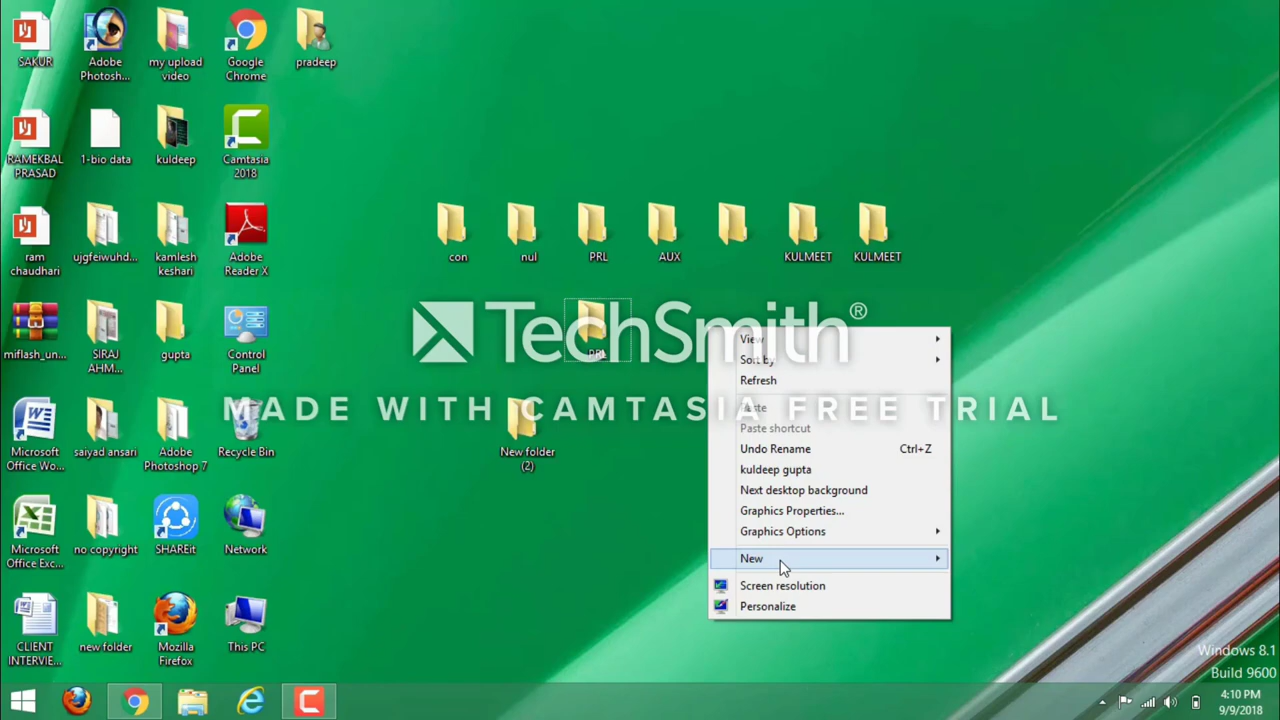 SAKUR
Adobe
Photosh...
my upload
video
Google
Chrome
pradeep
RAMEKBAL
PRASAD
1-bio data
kuldeep
Camtasia
2018
ram
chaudhari
ujgfeiwuhd...
kamlesh
keshari
Adobe
Reader X
con
nul
PRL
AUX
KULMEET
KULMEET
miflash_un...
SIRAJ
AHM...
gupta
Control
Panel
PRL
TechSmith®
MADE WITH CAMTASIA FREE TRIAL
Microsoft
Office Wo...
saiyad ansari
Adobe
Photoshop 7
Recycle Bin
New folder
(2)
Microsoft
Office Exc...
no copyright
SHAREit
Network
CLIENT
INTERVIE...
new folder
Mozilla
Firefox
This PC
View
Sort by
Refresh
Paste
Paste shortcut
Undo Rename Ctrl+Z
kuldeep gupta
Next desktop background
Graphics Properties...
Graphics Options
New
Screen resolution
Personalize
Windows 8.1
Build 9600
4:10 PM
9/9/2018